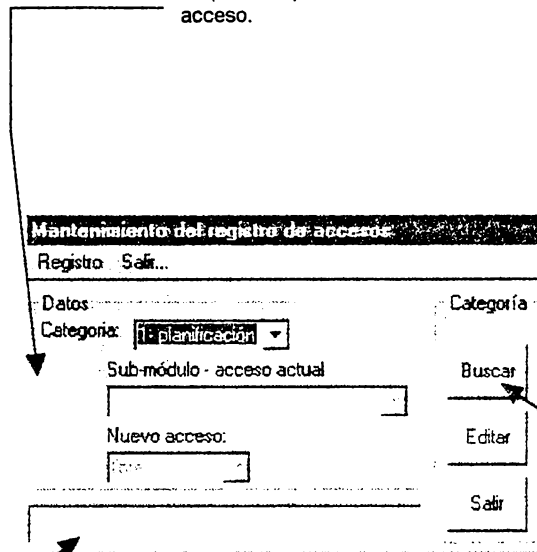 acceso.
Mantenimiento del registro de accesos
Registro Salir...
Datos
Categoría
Categoria: 1- planificación
Sub-módulo - acceso actual
Buscar
Nuevo acceso:
Editar
Salir